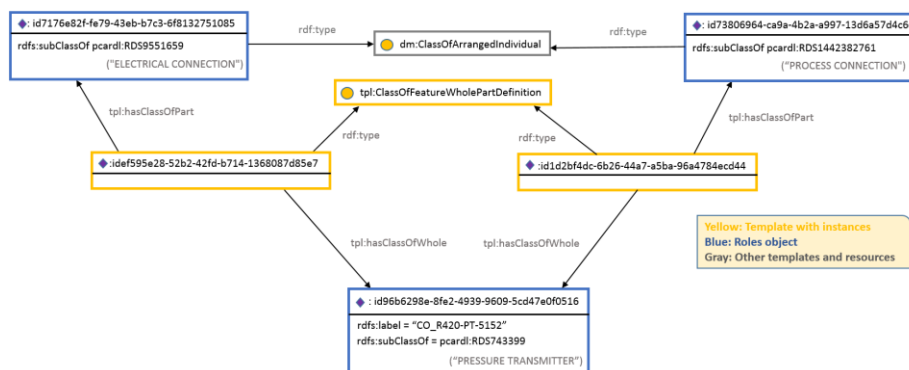 : id7176e82f-fe79-43eb-b7c3-6f8132751085
rdfs:subClassOf pcardl:RDS9551659
("ELECTRICAL CONNECTION")
rdf:type
dm:ClassOfArrangedIndividual
rdf:type
: id73806964-ca9a-4b2a-a997-13d6a57d4c6
rdfs:subClassOf pcardl:RDS1442382761
("PROCESS CONNECTION")
tpl:ClassOfFeatureWholePartDefinition
tpl:hasClassOfPart
rdf:type
rdf:type
tpl:hasClassOfPart
:idef595e28-52b2-42fd-b714-1368087d85e7
:id1d2bf4dc-6b26-44a7-a5ba-96a4784ecd44
tpl:hasClassOfWhole
tpl:hasClassOfWhole
Yellow: Template with instances
Blue: Roles object
Gray: Other templates and resources
: id96b6298e-8fe2-4939-9609-5cd47e0f0516
rdfs:label = “CO_R420-PT-5152”
rdfs:subClassOf = pcardl:RDS743399
(“PRESSURE TRANSMITTER”)